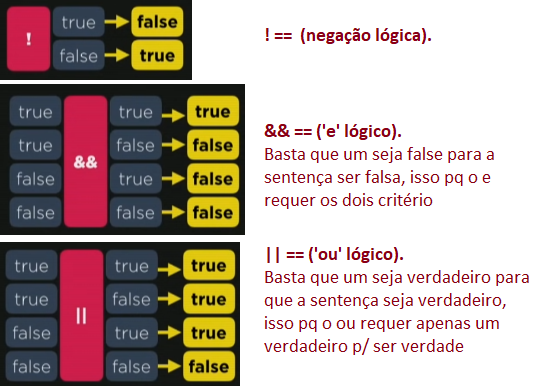 ! true false
false true
! == (negação lógica).
true true true
true false false
&&
false true false
false false false
&& == ('e' lógico).
Basta que um seja false para a
sentença ser falsa, isso pq o e
requer os dois critério
true true true
true false true
||
false true true
false false false
|| == ('ou' lógico).
Basta que um seja verdadeiro para
que a sentença seja verdadeiro,
isso pq o ou requer apenas um
verdadeiro p/ ser verdade